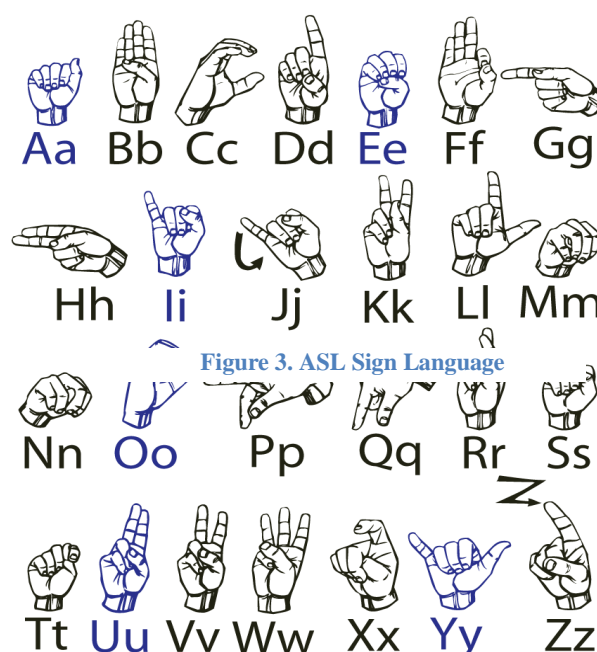 Aa Bb Cc Dd Ee Ff Gg
Hh Ii Jj Kk Ll Mm
Figure 3. ASL Sign Language
Nn Oo Pp Qq Rr Ss
Tt Uu Vv Ww Xx Yy Zz